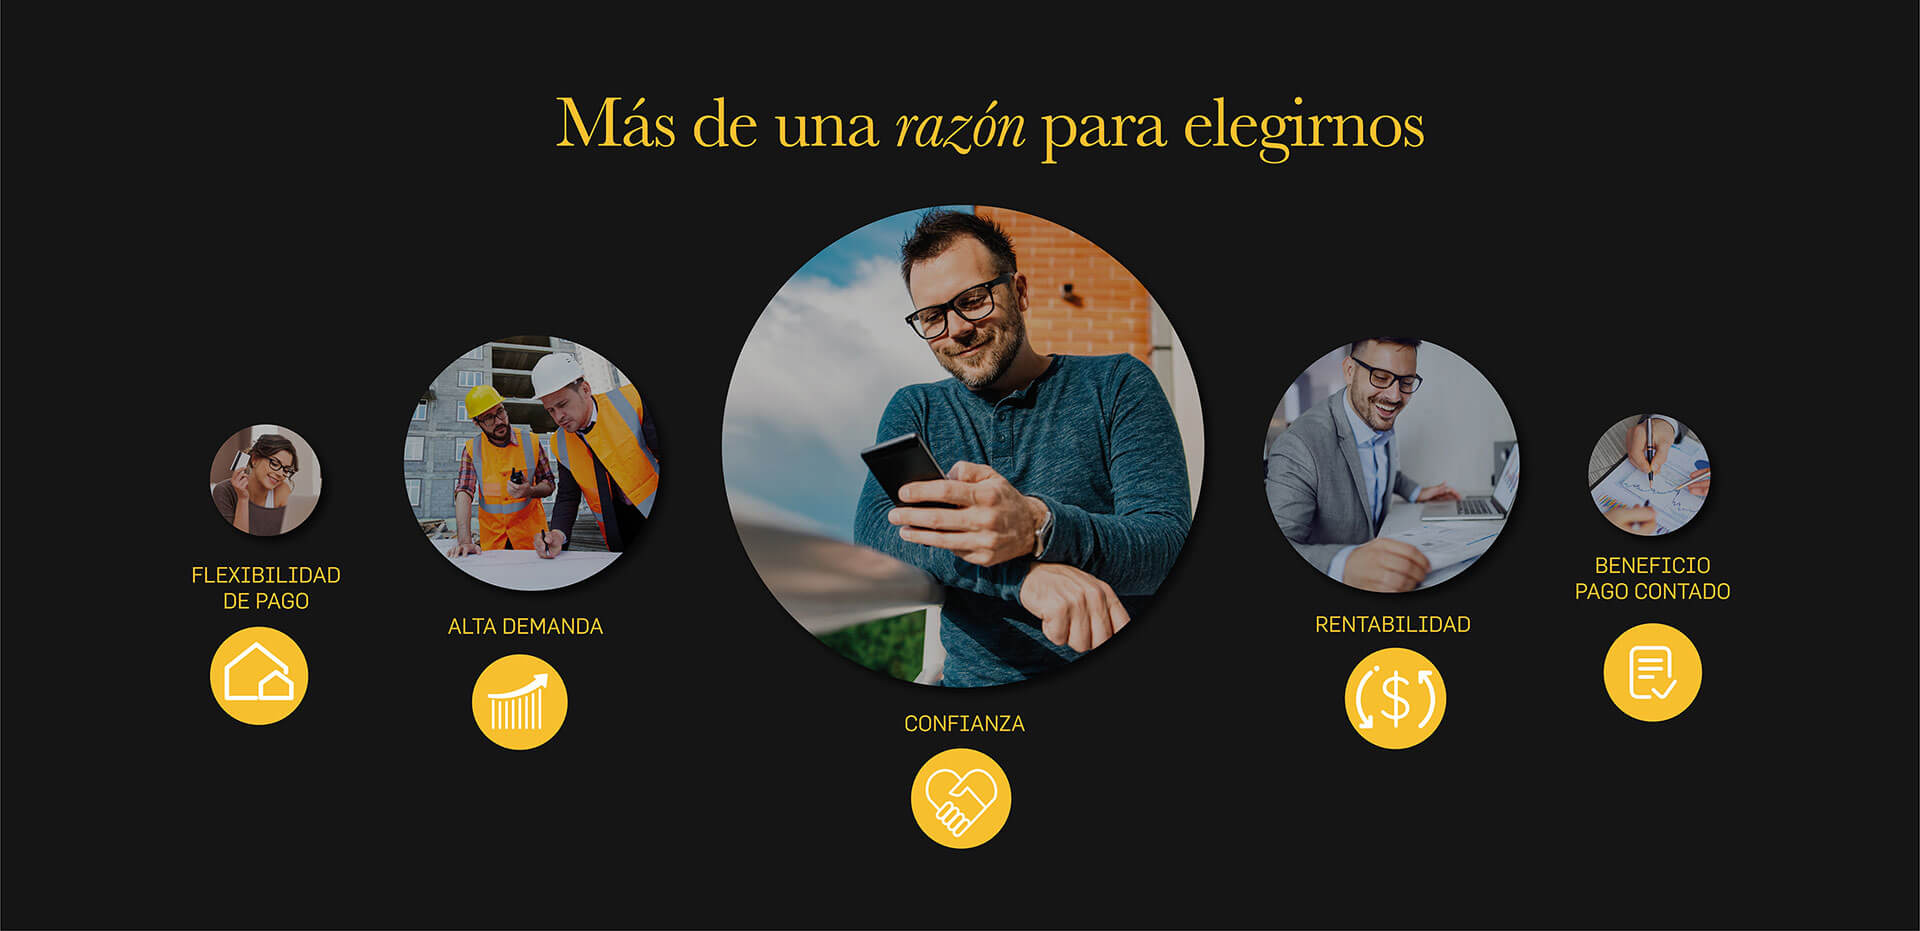 Más de una razón para elegirnos
FLEXIBILIDAD
DE PAGO
ALTA DEMANDA
CONFIANZA
RENTABILIDAD
BENEFICIO
PAGO CONTADO